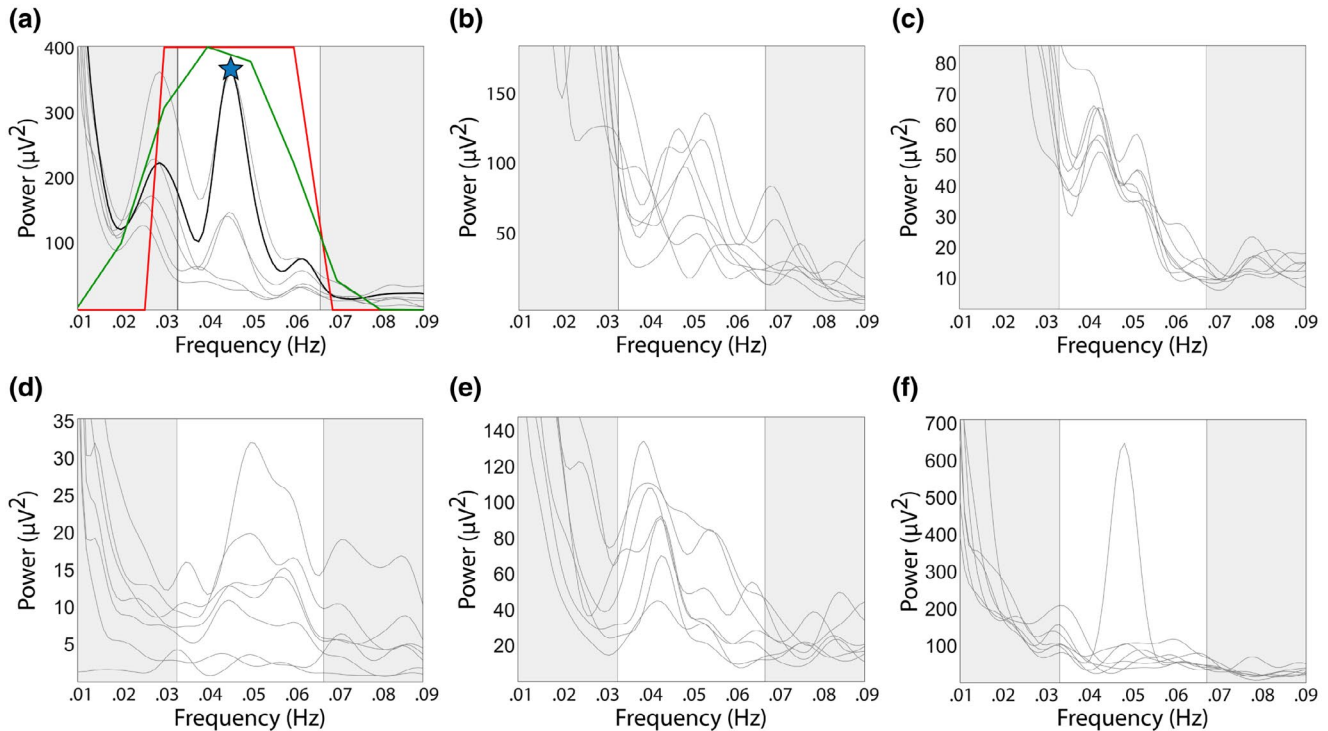 (a)
400
300
200
100
Power (µV²)
.01 .02 .03 .04 .05 .06 .07 .08 .09
Frequency (Hz)
(b)
150
100
50
Power (µV²)
.01 .02 .03 .04 .05 .06 .07 .08 .09
Frequency (Hz)
(c)
80
70
60
50
40
30
20
10
Power (µV²)
.01 .02 .03 .04 .05 .06 .07 .08 .09
Frequency (Hz)
(d)
35
30
25
20
15
10
5
Power (µV²)
.01 .02 .03 .04 .05 .06 .07 .08 .09
Frequency (Hz)
(e)
140
120
100
80
60
40
20
Power (µV²)
.01 .02 .03 .04 .05 .06 .07 .08 .09
Frequency (Hz)
(f)
700
600
500
400
300
200
100
Power (µV²)
.01 .02 .03 .04 .05 .06 .07 .08 .09
Frequency (Hz)